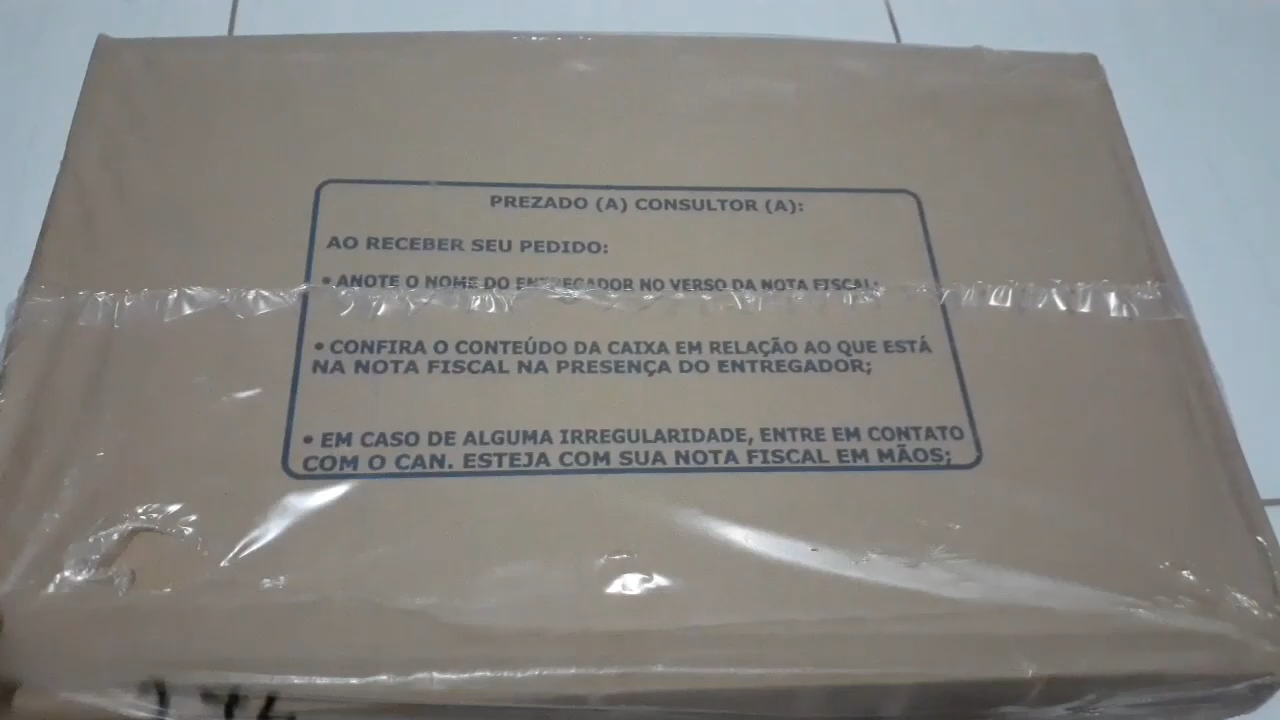 PREZADO (A) CONSULTOR (A):
AO RECEBER SEU PEDIDO:
• ANOTE O NOME DO ENTREGADOR NO VERSO DA NOTA FISCAL;
• CONFIRA O CONTEÚDO DA CAIXA EM RELAÇÃO AO QUE ESTÁ
NA NOTA FISCAL NA PRESENÇA DO ENTREGADOR;
• EM CASO DE ALGUMA IRREGULARIDADE, ENTRE EM CONTATO
COM O CAN. ESTEJA COM SUA NOTA FISCAL EM MÃOS;